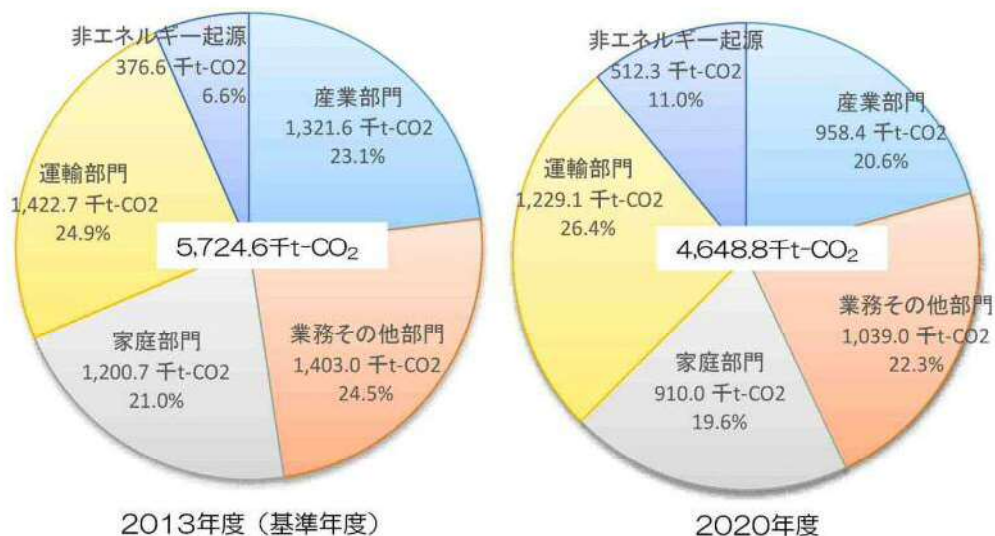 非エネルギー起源
376.6 千t-CO2
6.6%
産業部門
1,321.6 千t-CO2
23.1%
運輸部門
1,422.7 千t-CO2
24.9%
5,724.6千t-CO₂
家庭部門
1,200.7 千t-CO2
21.0%
業務その他部門
1,403.0 千t-CO2
24.5%
2013年度（基準年度）
非エネルギー起源
512.3 千t-CO2
11.0%
産業部門
958.4 千t-CO2
20.6%
運輸部門
1,229.1 千t-CO2
26.4%
4,648.8千t-CO₂
業務その他部門
1,039.0 千t-CO2
22.3%
家庭部門
910.0 千t-CO2
19.6%
2020年度